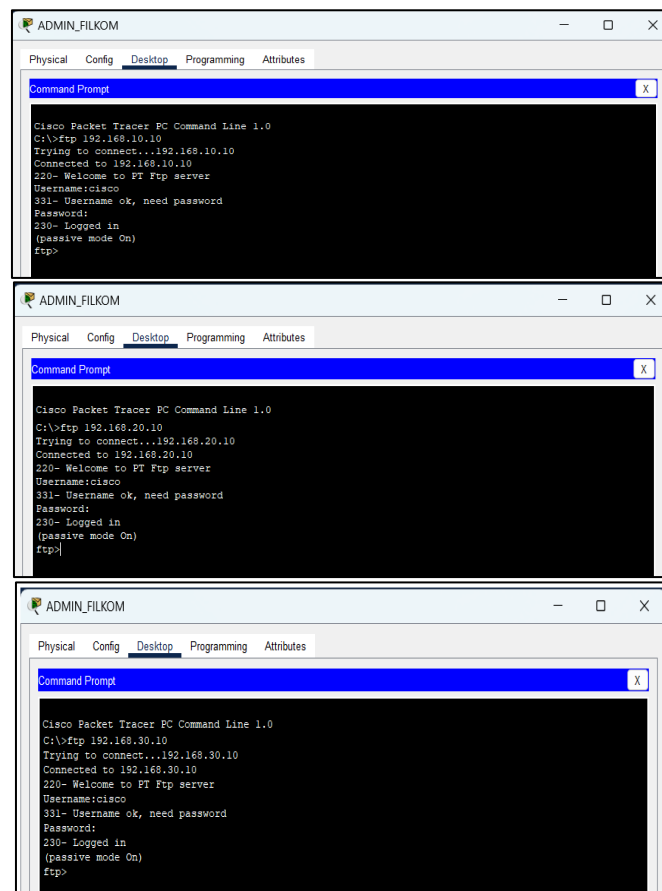 ADMIN_FILKOM
Physical Config Desktop Programming Attributes
Command Prompt
X
Cisco Packet Tracer PC Command Line 1.0
C:\>ftp 192.168.10.10
Trying to connect...192.168.10.10
Connected to 192.168.10.10
220- Welcome to PT Ftp server
Username:cisco
331- Username ok, need password
Password:
230- Logged in
(passive mode On)
ftp>
ADMIN_FILKOM
Physical Config Desktop Programming Attributes
Command Prompt
X
Cisco Packet Tracer PC Command Line 1.0
C:\>ftp 192.168.20.10
Trying to connect...192.168.20.10
Connected to 192.168.20.10
220- Welcome to PT Ftp server
Username:cisco
331- Username ok, need password
Password:
230- Logged in
(passive mode On)
ftp>
ADMIN_FILKOM
Physical Config Desktop Programming Attributes
Command Prompt
X
Cisco Packet Tracer PC Command Line 1.0
C:\>ftp 192.168.30.10
Trying to connect...192.168.30.10
Connected to 192.168.30.10
220- Welcome to PT Ftp server
Username:cisco
331- Username ok, need password
Password:
230- Logged in
(passive mode On)
ftp>